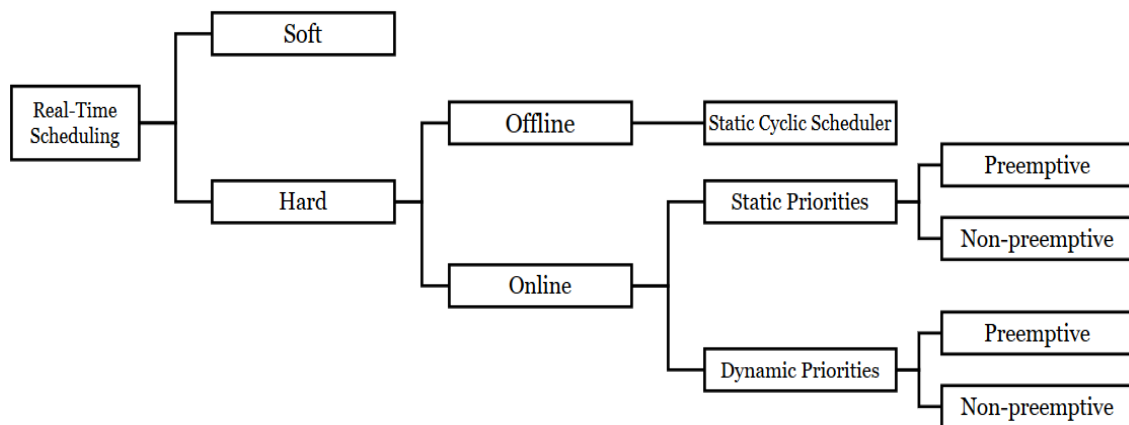 Soft
Real-Time
Scheduling
Hard
Offline
Online
Static Cyclic Scheduler
Static Priorities
Dynamic Priorities
Preemptive
Non-preemptive
Preemptive
Non-preemptive